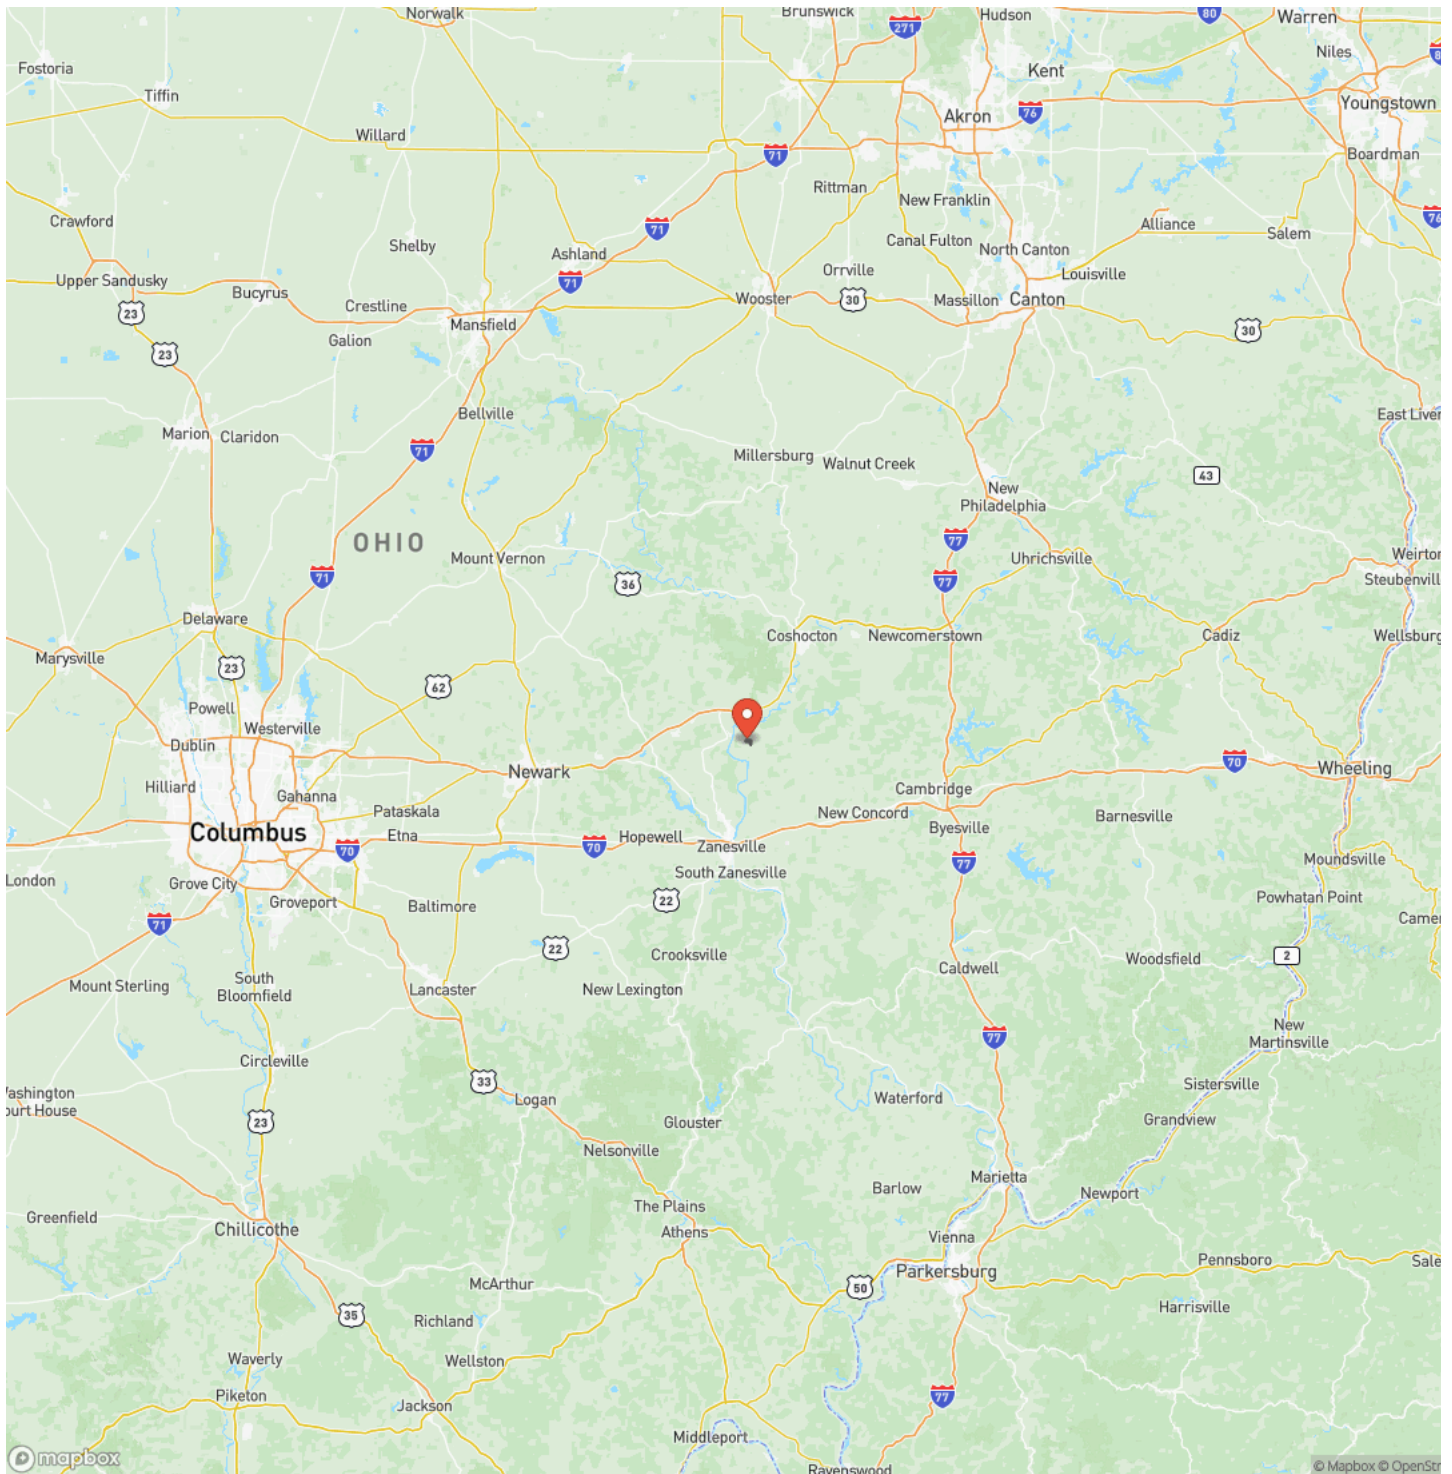 Norwalk
Brunswick
Hudson
80
Warren
271
Niles
Fostoria
Kent
Tiffin
Youngstown
Akron
76
Willard
71
Boardman
Rittman
New Franklin
76
Crawford
71
Alliance
Salem
Shelby
Canal Fulton
North Canton
Ashland
Orrville
Louisville
Upper Sandusky
71
Bucyrus
Wooster
30
Massillon
Canton
Crestline
23
Mansfield
30
Galion
23
Bellville
East Liver
Marion
Claridon
71
Millersburg
Walnut Creek
43
New
Philadelphia
OHIO
77
Mount Vernon
Uhrichsville
Weirton
71
36
77
Steubenvill
Delaware
Coshocton
Newcomerstown
Cadiz
Wellsburg
Marysville
23
62
Powell
Westerville
Dublin
70
Newark
Wheeling
Hilliard
Gahanna
Cambridge
Pataskala
New Concord
Barnesville
Columbus
Etna
Hopewell
Byesville
70
70
Zanesville
77
Moundsville
London
Grove City
South Zanesville
Groveport
Baltimore
22
Powhatan Point
71
Camer
22
Crooksville
2
Woodsfield
South
Bloomfield
Caldwell
Mount Sterling
Lancaster
New Lexington
New
Martinsville
77
Circleville
33
Sistersville
Washington
Court House
Logan
Waterford
23
Glouster
Grandview
Nelsonville
Marietta
Barlow
Newport
The Plains
Greenfield
Chillicothe
Athens
Vienna
Pennsboro
Sale
Parkersburg
McArthur
50
Harrisville
35
Richland
Waverly
Wellston
Piketon
77
Jackson
Middleport
mapbox
Ravenswood
© Mapbox © OpenStr